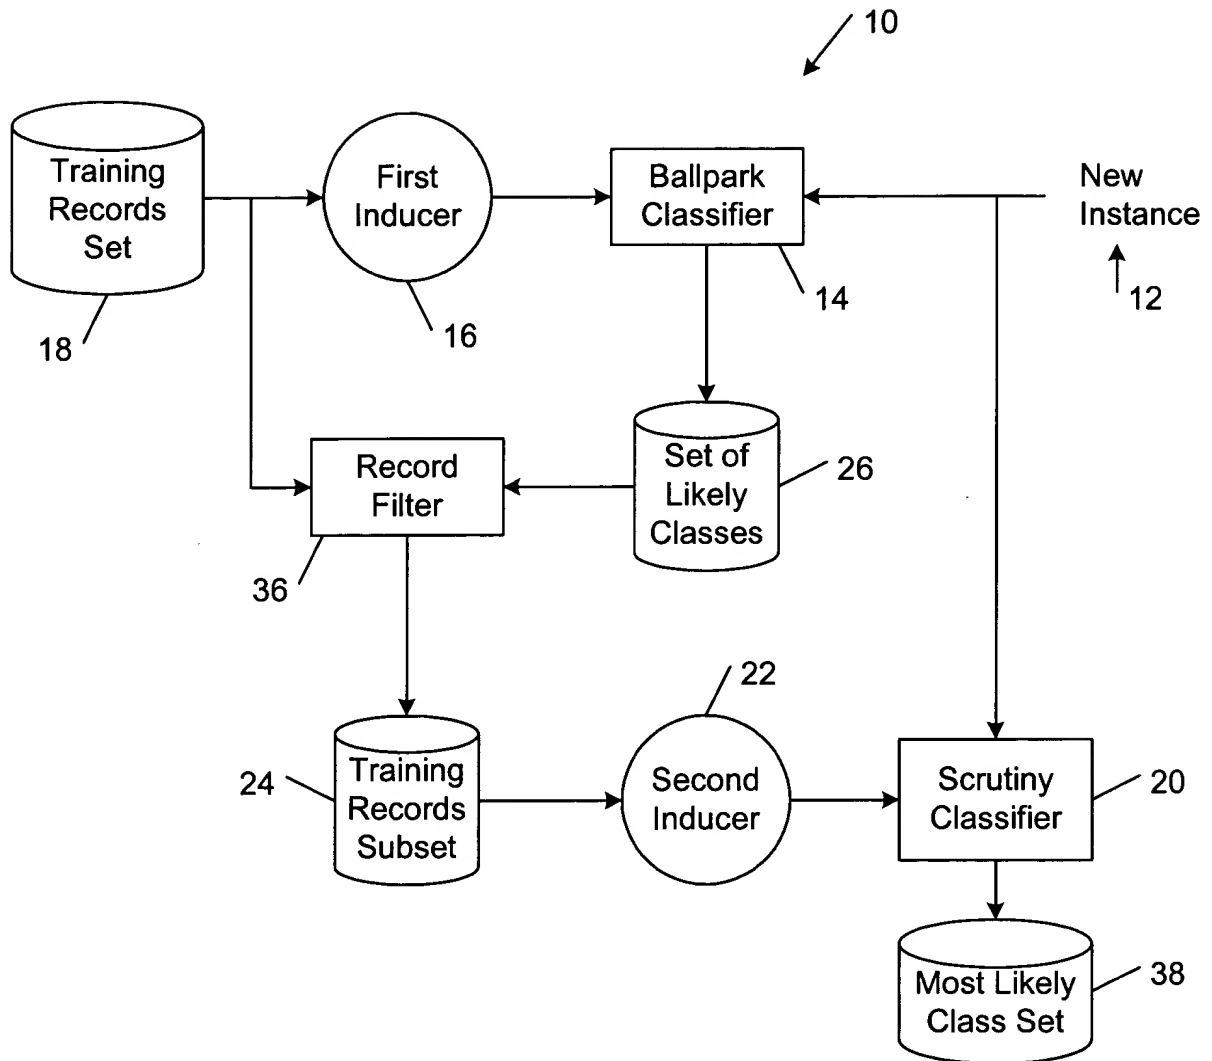 10
Training
Records
Set
First
Inducer
Ballpark
Classifier
New
Instance
18
16
14
12
Record
Filter
Set of
Likely
Classes
26
36
22
24
Training
Records
Subset
Second
Inducer
Scrutiny
Classifier
20
Most Likely
Class Set
38